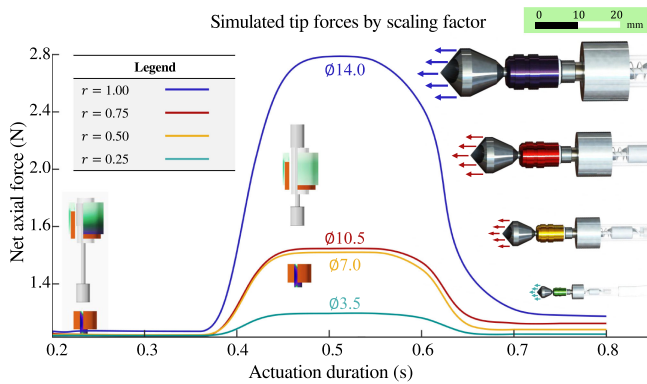 Simulated tip forces by scaling factor
0 10 20
mm
2.8
2.4
2.0
1.6
1.4
Net axial force (N)
Legend
r = 1.00
r = 0.75
r = 0.50
r = 0.25
Ø14.0
Ø10.5
Ø7.0
Ø3.5
0.2 0.3 0.4 0.5 0.6 0.7 0.8
Actuation duration (s)